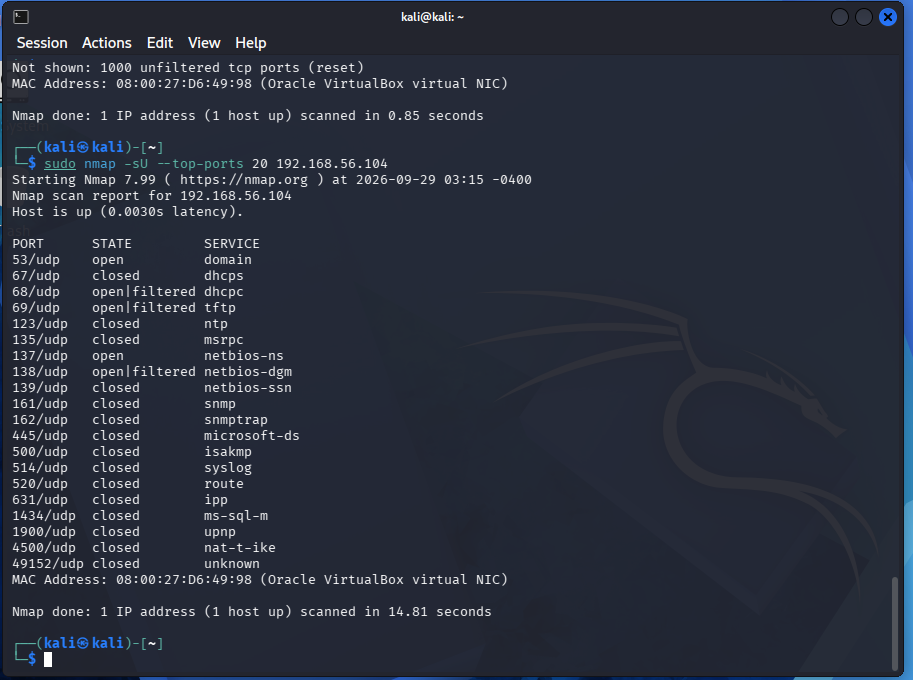 kali@kali: ~
Session Actions Edit View Help
Not shown: 1000 unfiltered tcp ports (reset)
MAC Address: 08:00:27:D6:49:98 (Oracle VirtualBox virtual NIC)
Nmap done: 1 IP address (1 host up) scanned in 0.85 seconds
┌──(kali㉿kali)-[~]
└─$ sudo nmap -sU --top-ports 20 192.168.56.104
Starting Nmap 7.99 ( https://nmap.org ) at 2026-09-29 03:15 -0400
Nmap scan report for 192.168.56.104
Host is up (0.0030s latency).
PORT STATE SERVICE
53/udp open domain
67/udp closed dhcps
68/udp open|filtered dhcpc
69/udp open|filtered tftp
123/udp closed ntp
135/udp closed msrpc
137/udp open netbios-ns
138/udp open|filtered netbios-dgm
139/udp closed netbios-ssn
161/udp closed snmp
162/udp closed snmptrap
445/udp closed microsoft-ds
500/udp closed isakmp
514/udp closed syslog
520/udp closed route
631/udp closed ipp
1434/udp closed ms-sql-m
1900/udp closed upnp
4500/udp closed nat-t-ike
49152/udp closed unknown
MAC Address: 08:00:27:D6:49:98 (Oracle VirtualBox virtual NIC)
Nmap done: 1 IP address (1 host up) scanned in 14.81 seconds
┌──(kali㉿kali)-[~]
└─$